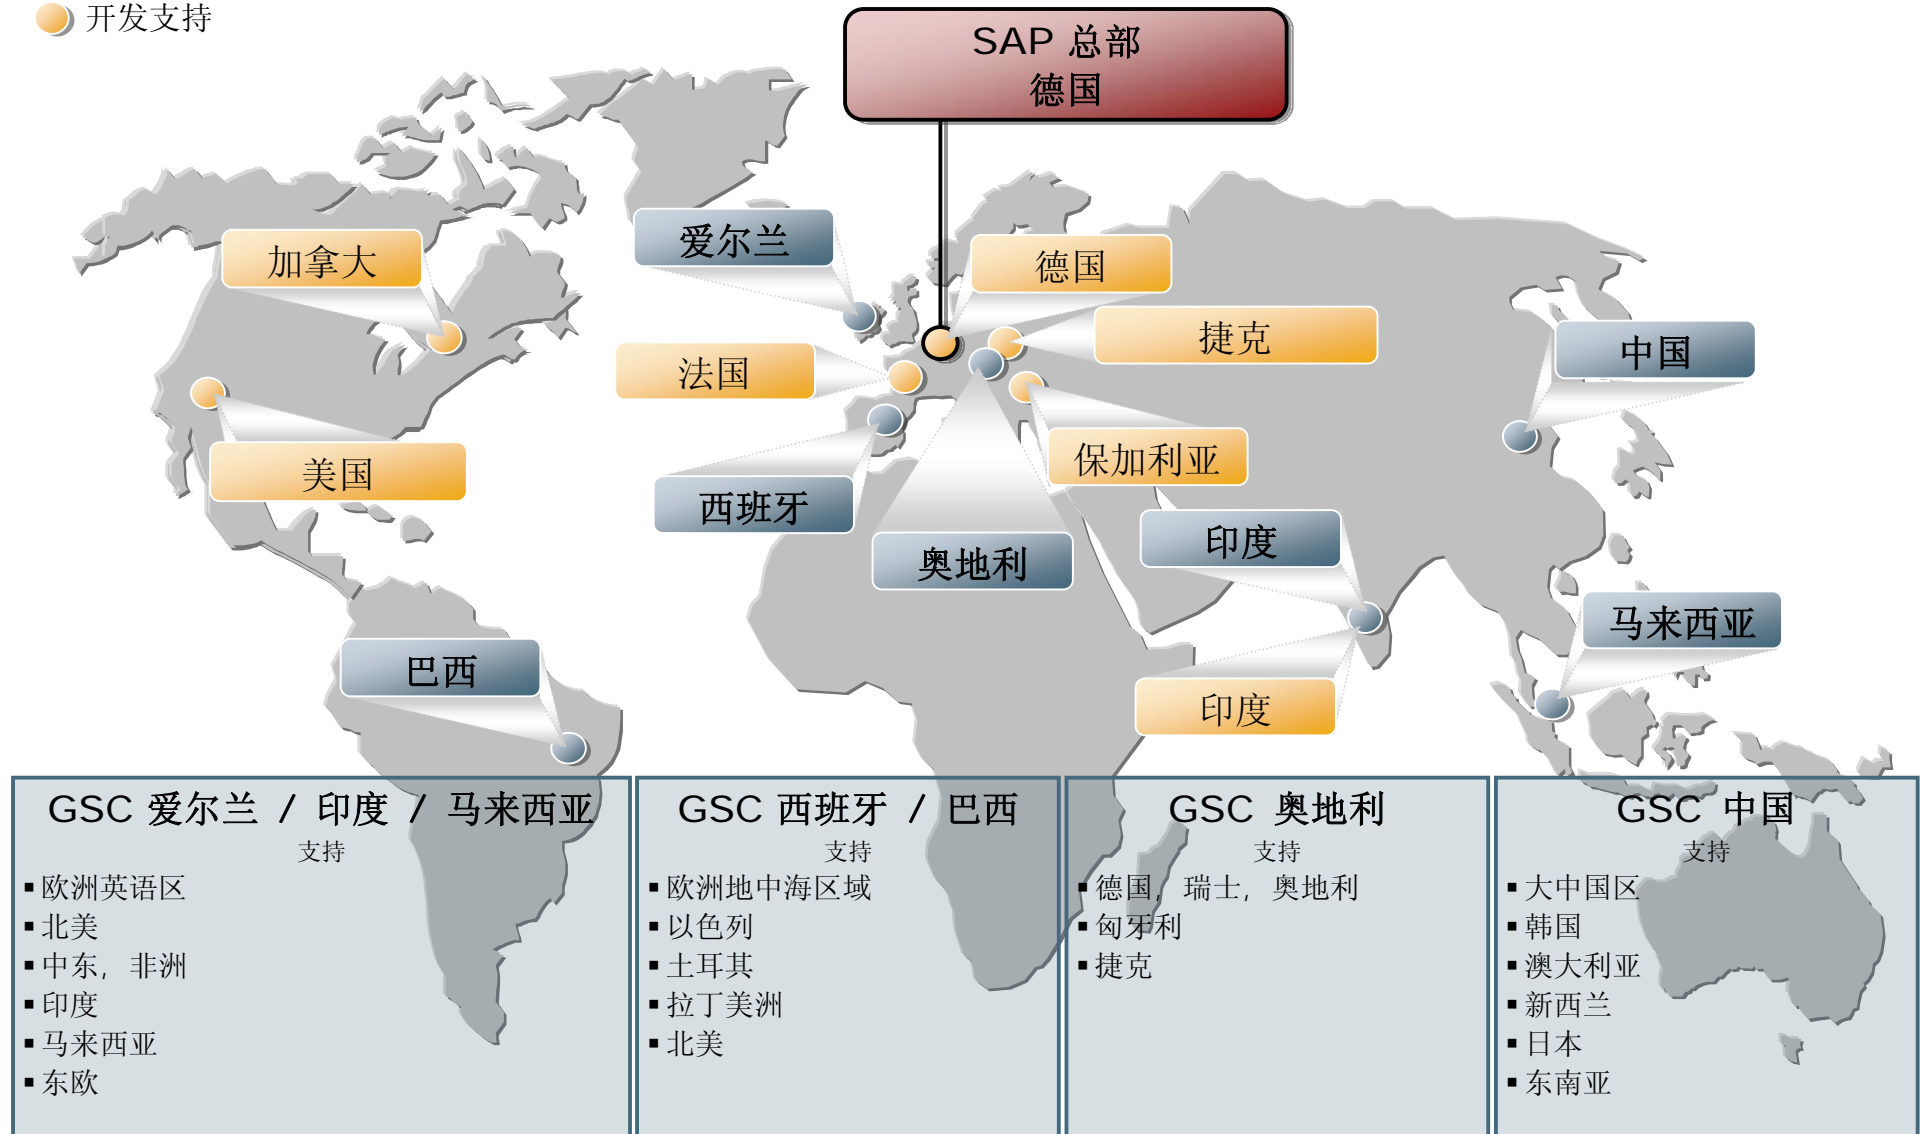 开发支持
SAP 总部
德国
爱尔兰
加拿大
德国
捷克
中国
法国
美国
保加利亚
西班牙
印度
奥地利
马来西亚
巴西
印度
GSC 爱尔兰 / 印度 / 马来西亚
支持
▪欧洲英语区
▪北美
▪中东, 非洲
▪印度
▪马来西亚
▪东欧
GSC 西班牙 / 巴西
支持
▪欧洲地中海区域
▪以色列
▪土耳其
▪拉丁美洲
▪北美
GSC 奥地利
支持
▪德国, 瑞士, 奥地利
▪匈牙利
▪捷克
GSC 中国
支持
▪大中国区
▪韩国
▪澳大利亚
▪新西兰
▪日本
▪东南亚